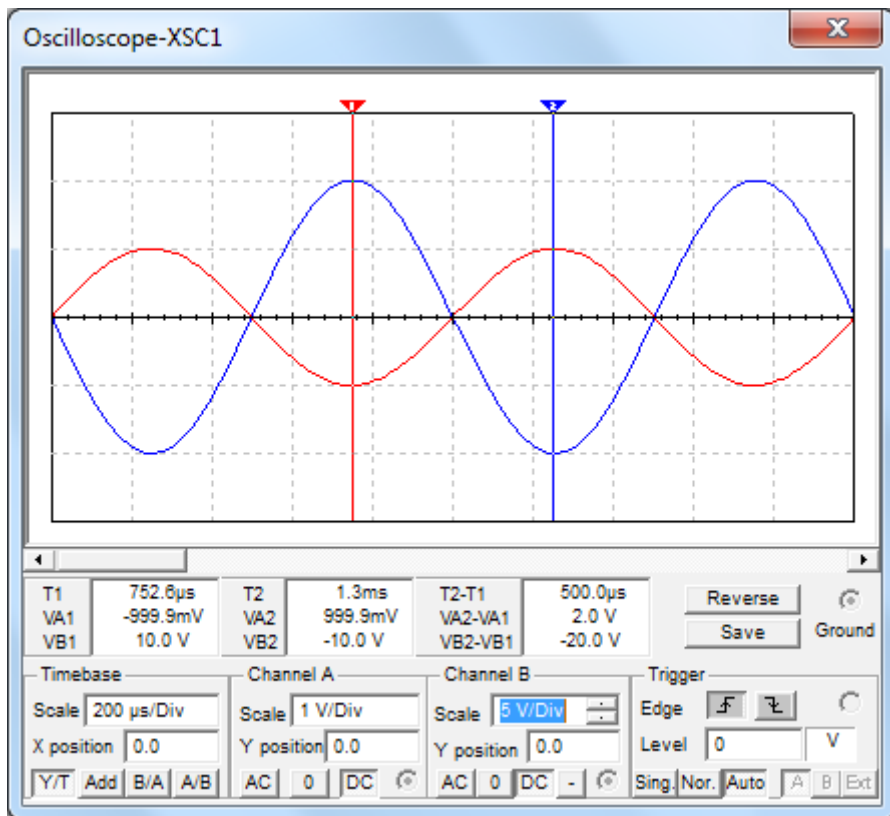 Oscilloscope-XSC1
X
1 2
T1 752.6µs T2 1.3ms T2-T1 500.0µs
VA1 -999.9mV VA2 999.9mV VA2-VA1 2.0 V
VB1 10.0 V VB2 -10.0 V VB2-VB1 -20.0 V
Reverse
Save
Ground
Timebase
Scale 200 µs/Div
X position 0.0
Y/T Add B/A A/B
Channel A
Scale 1 V/Div
Y position 0.0
AC 0 DC
Channel B
Scale 5 V/Div
Y position 0.0
AC 0 DC -
Trigger
Edge
Level 0 V
Sing. Nor. Auto A B Ext